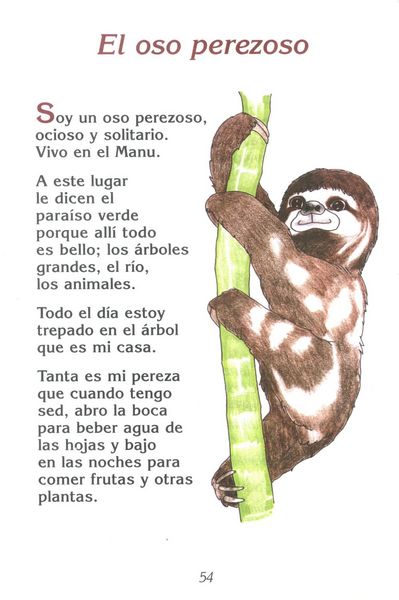 El oso perezoso
Soy un oso perezoso,
ocioso y solitario.
Vivo en el Manu.
A este lugar
le dicen el
paraíso verde
porque allí todo
es bello; los árboles
grandes, el río,
los animales.
Todo el día estoy
trepado en el árbol
que es mi casa.
Tanta es mi pereza
que cuando tengo
sed, abro la boca
para beber agua de
las hojas y bajo
en las noches para
comer frutas y otras
plantas.
54